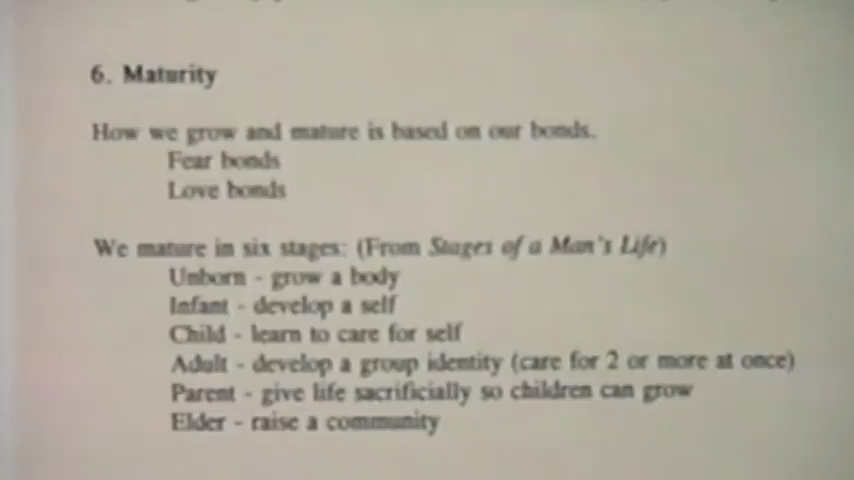 6. Maturity
How we grow and mature is based on our bonds.
Fear bonds
Love bonds
We mature in six stages: (From Stages of a Man's Life)
Unborn - grow a body
Infant - develop a self
Child - learn to care for self
Adult - develop a group identity (care for 2 or more at once)
Parent - give life sacrificially so children can grow
Elder - raise a community